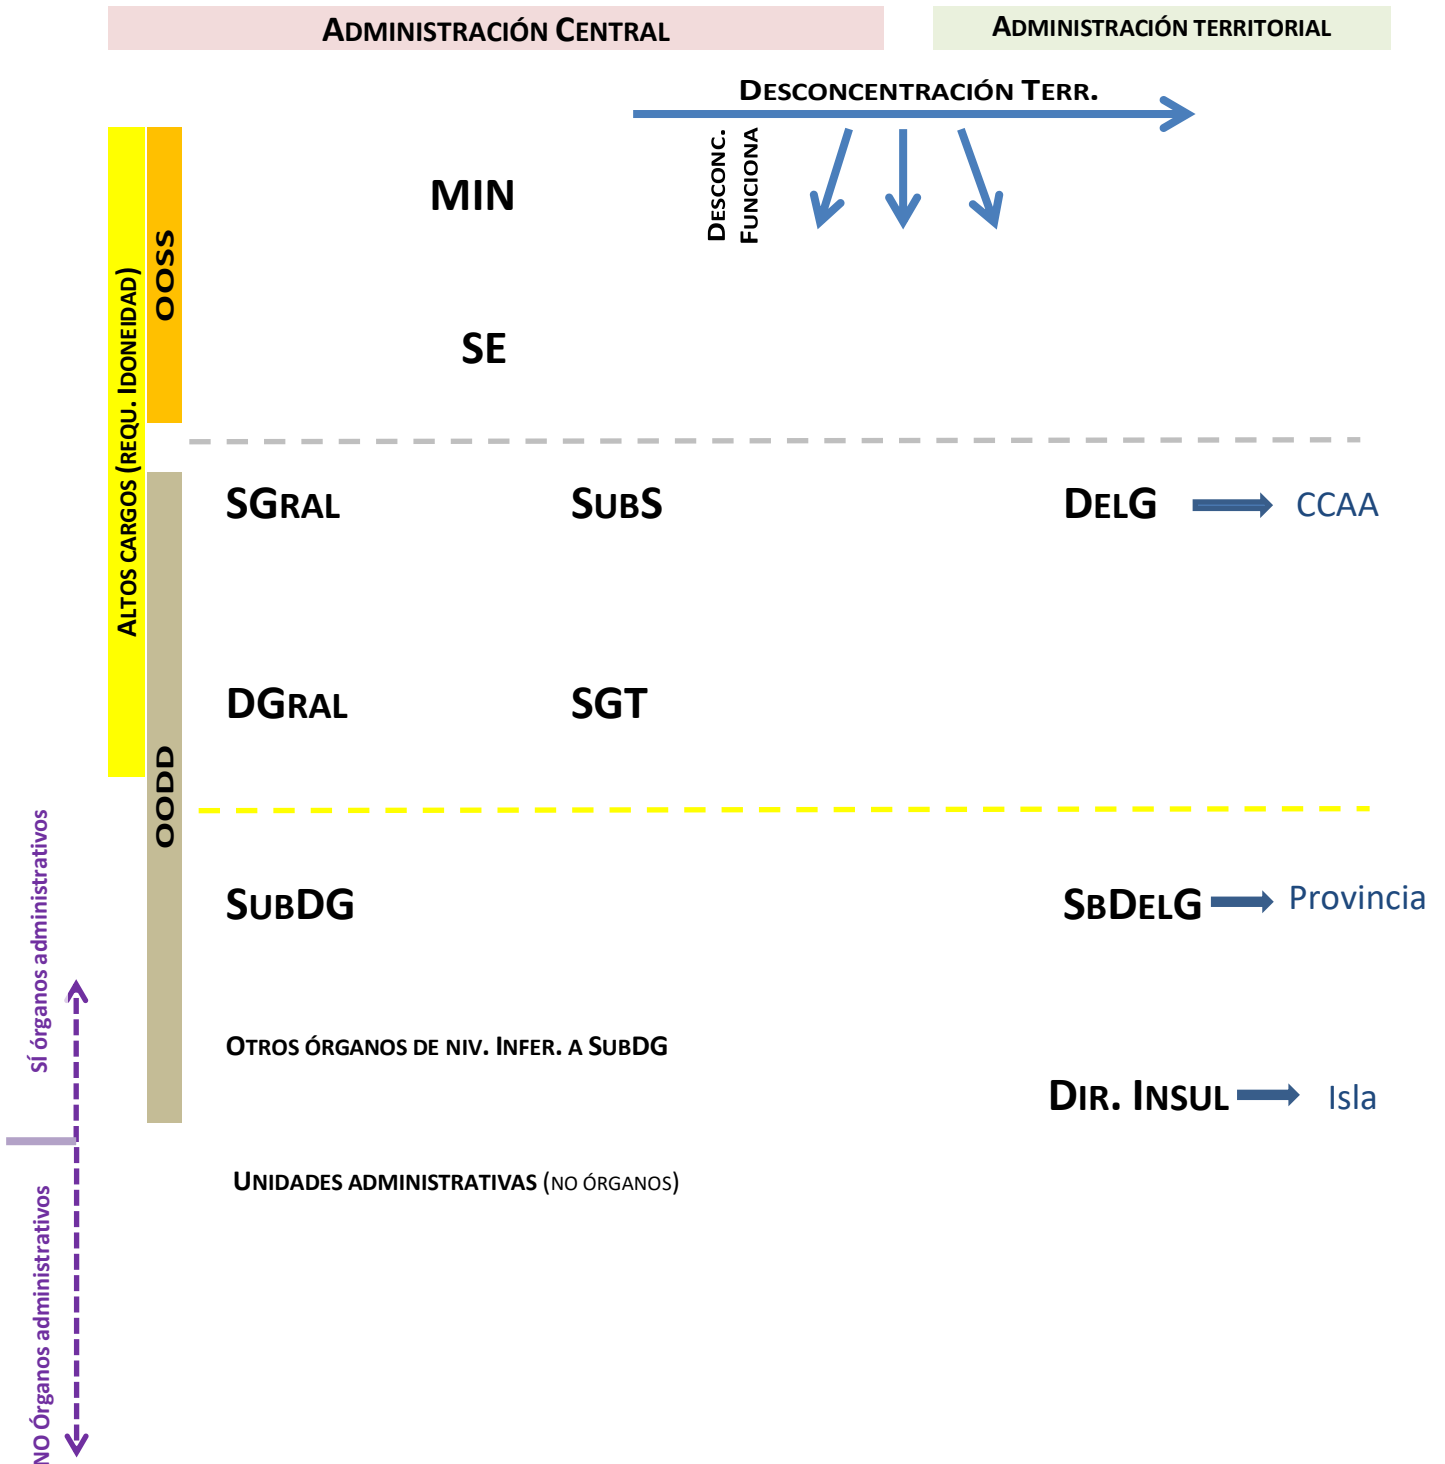 ADMINISTRACIÓN CENTRAL
ADMINISTRACIÓN TERRITORIAL
DESCONCENTRACIÓN TERR.
DESCONC.
FUNCIONA
MIN
SE
OOSS
ALTOS CARGOS (REQU. IDONEIDAD)
SGRAL
SUBS
DELG
CCAA
DGRAL
SGT
OODD
SUBDG
SBDELG
Provincia
SÍ órganos administrativos
OTROS ÓRGANOS DE NIV. INFER. A SUBDG
DIR. INSUL
Isla
UNIDADES ADMINISTRATIVAS (NO ÓRGANOS)
NO Órganos administrativos